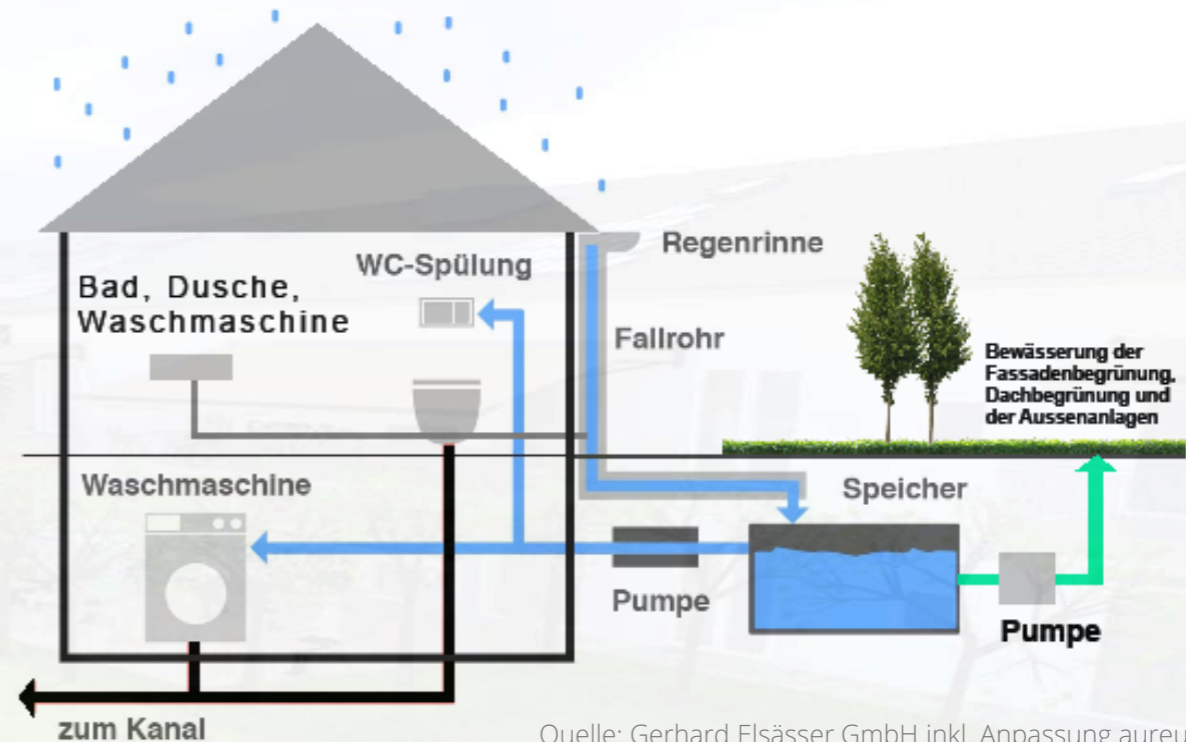 Regenrinne
WC-Spülung
Bad, Dusche,
Waschmaschine
Fallrohr
Bewässerung der
Fassadenbegrünung,
Dachbegrünung und
der Aussenanlagen
Waschmaschine
Speicher
Pumpe
Pumpe
zum Kanal
Quelle: Gerhard Elsässer GmbH inkl. Anpassung